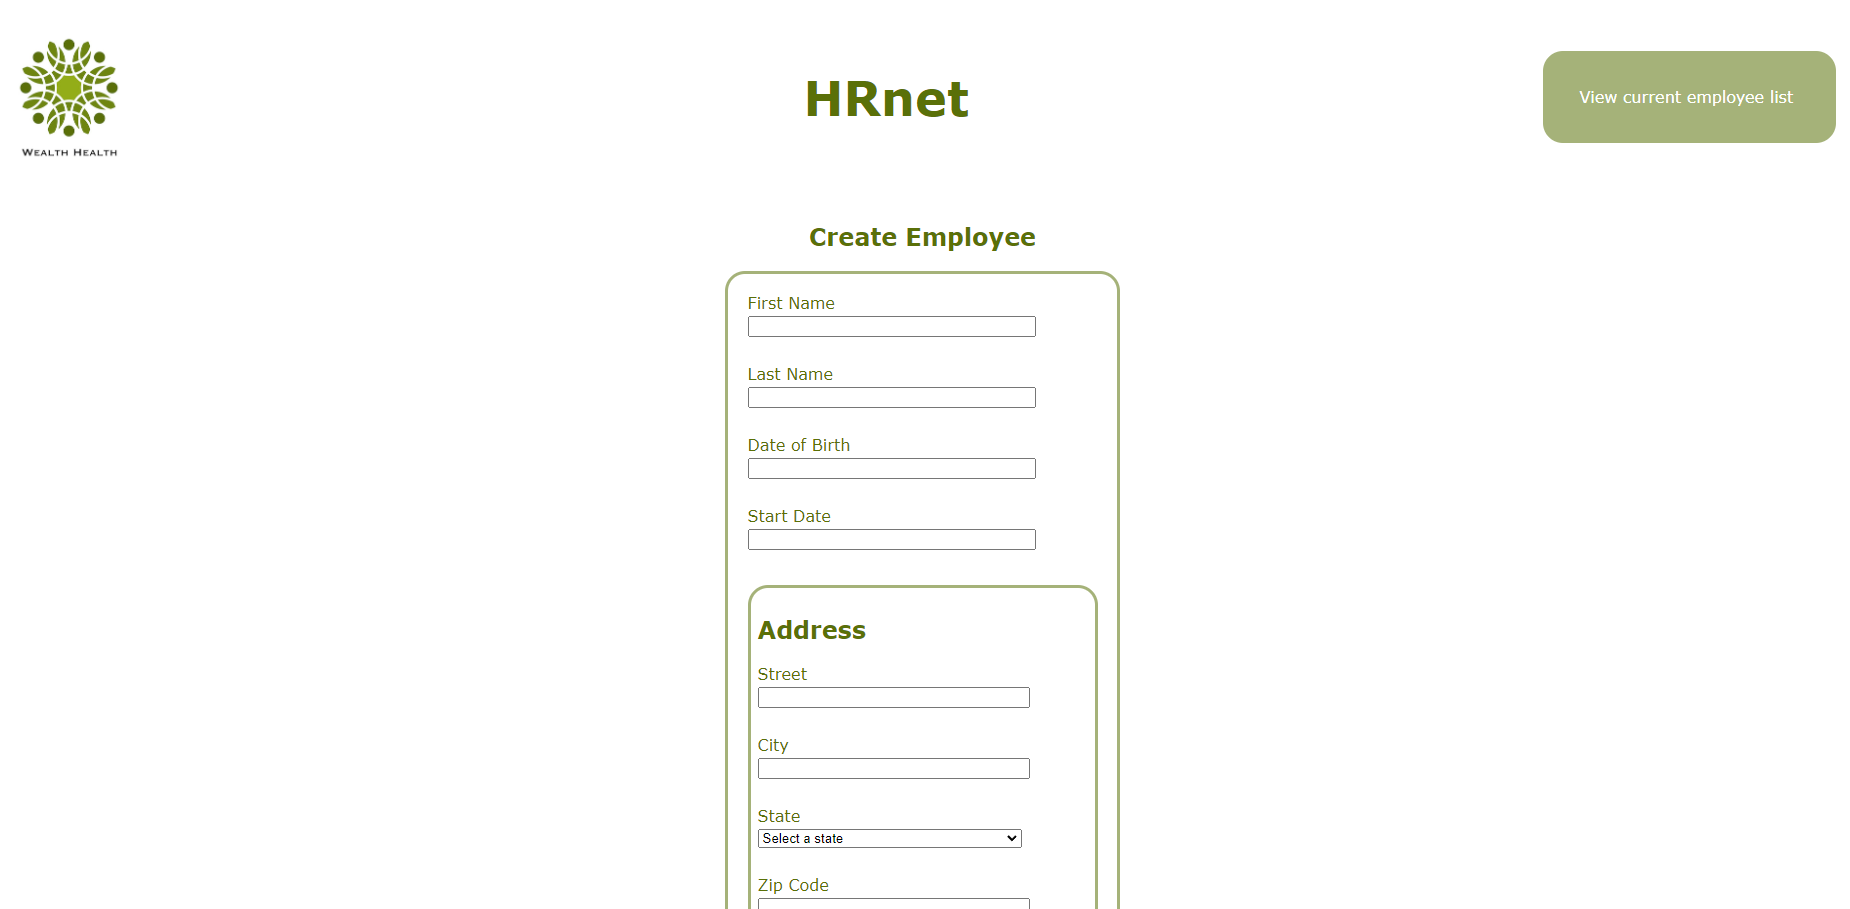 WEALTH HEALTH
HRnet
View current employee list
Create Employee
First Name
Last Name
Date of Birth
Start Date
Address
Street
City
State
Select a state
Zip Code